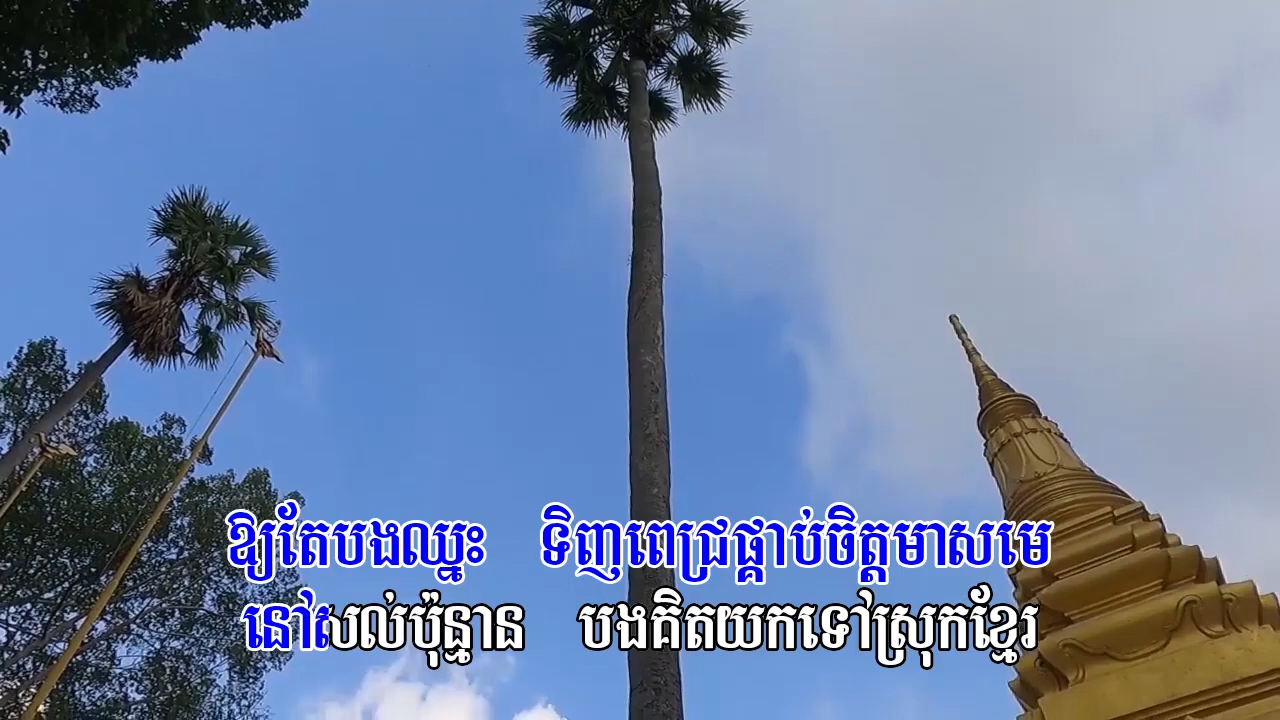 ឱ្យតែបងឈ្នះ ទិញពេជ្រផ្គាប់ចិត្តមាសមេ
នៅសល់ប៉ុន្មាន បងគិតយកទៅស្រុកខ្មែរ